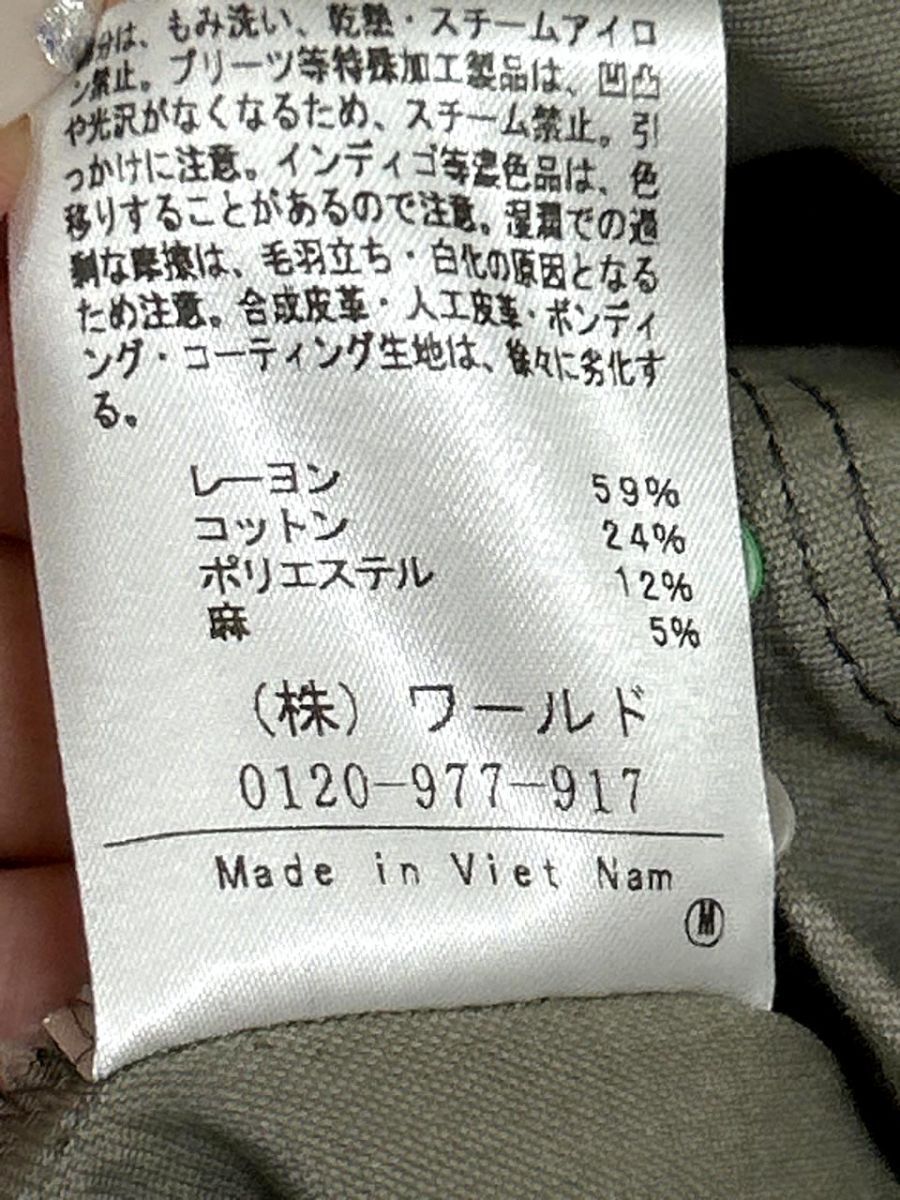 分は、もみ洗い、乾熱・スチームアイロ
ン禁止。プリーツ等特殊加工製品は、凹凸
や光沢がなくなるため、スチーム禁止。引
っかけに注意。インディゴ等濃色品は、色
移りすることがあるので注意。湿潤での過
剰な摩擦は、毛羽立ち・白化の原因となる
ため注意。合成皮革・人工皮革・ボンディ
ング・コーティング生地は、徐々に劣化す
る。
レーヨン 59%
コットン 24%
ポリエステル 12%
麻 5%
(株) ワールド
0120-977-917
Made in Viet Nam
Ⓜ